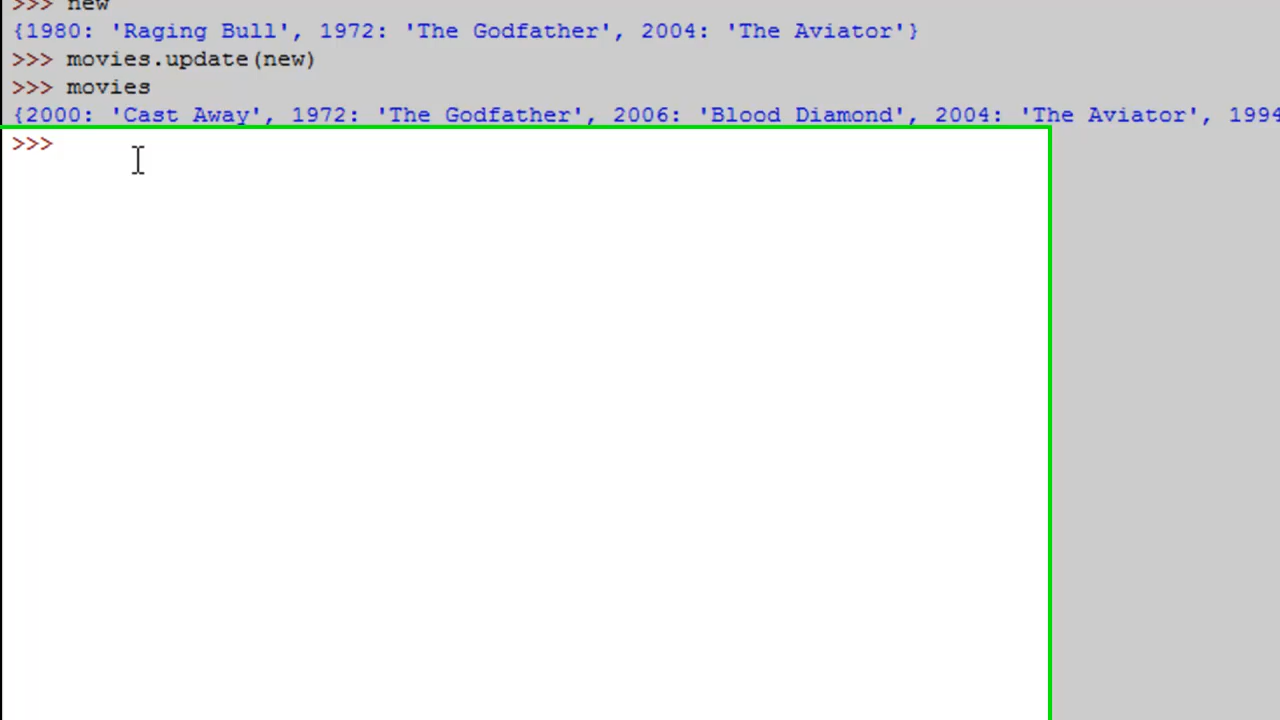 >>> new
{1980: 'Raging Bull', 1972: 'The Godfather', 2004: 'The Aviator'}
>>> movies.update(new)
>>> movies
{2000: 'Cast Away', 1972: 'The Godfather', 2006: 'Blood Diamond', 2004: 'The Aviator', 1994
>>>